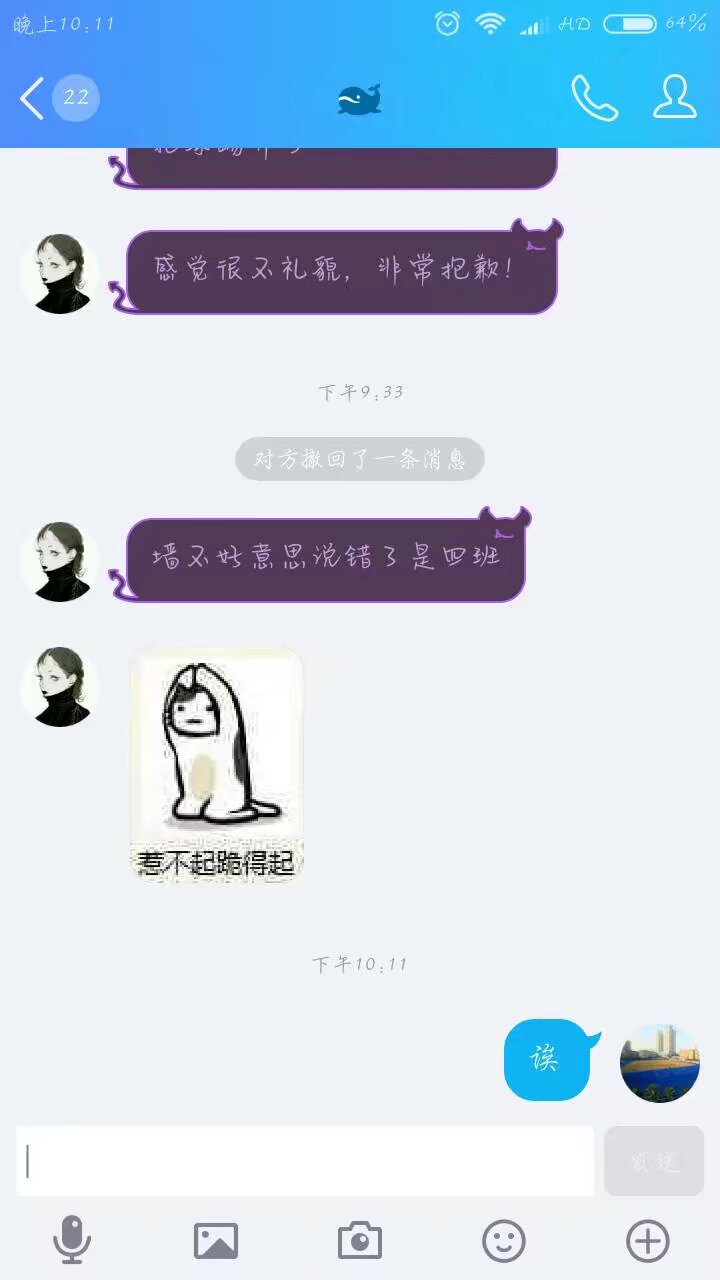 晚上10:11
HD
64%
22
感觉很不礼貌，非常抱歉！
下午9:33
对方撤回了一条消息
墙不好意思说错了是四班
惹不起跪得起
下午10:11
诶
发送